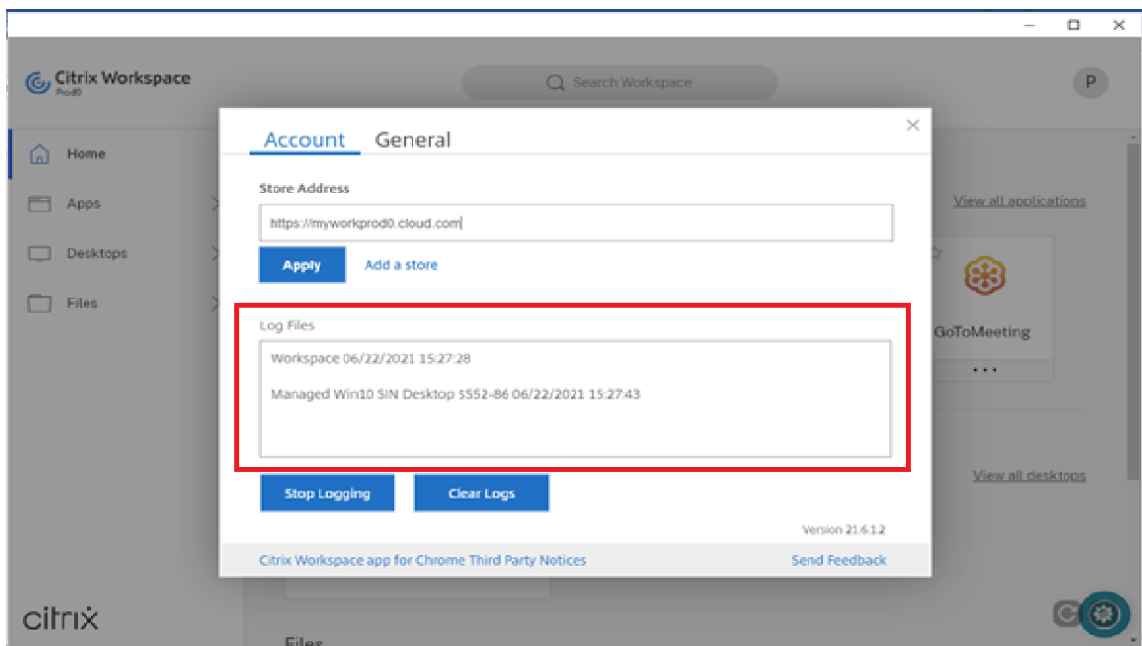 Citrix Workspace
Prod0
Search Workspace
P
Home
Apps
Desktops
Files
Account General
Store Address
https://myworkprod0.cloud.com
Apply Add a store
Log Files
Workspace 06/22/2021 15:27:28
Managed Win10 SIN Desktop 5552-86 06/22/2021 15:27:43
Stop Logging Clear Logs
Version 21.6.1.2
Citrix Workspace app for Chrome Third Party Notices Send Feedback
View all applications
GoToMeeting
View all desktops
citrix
Files